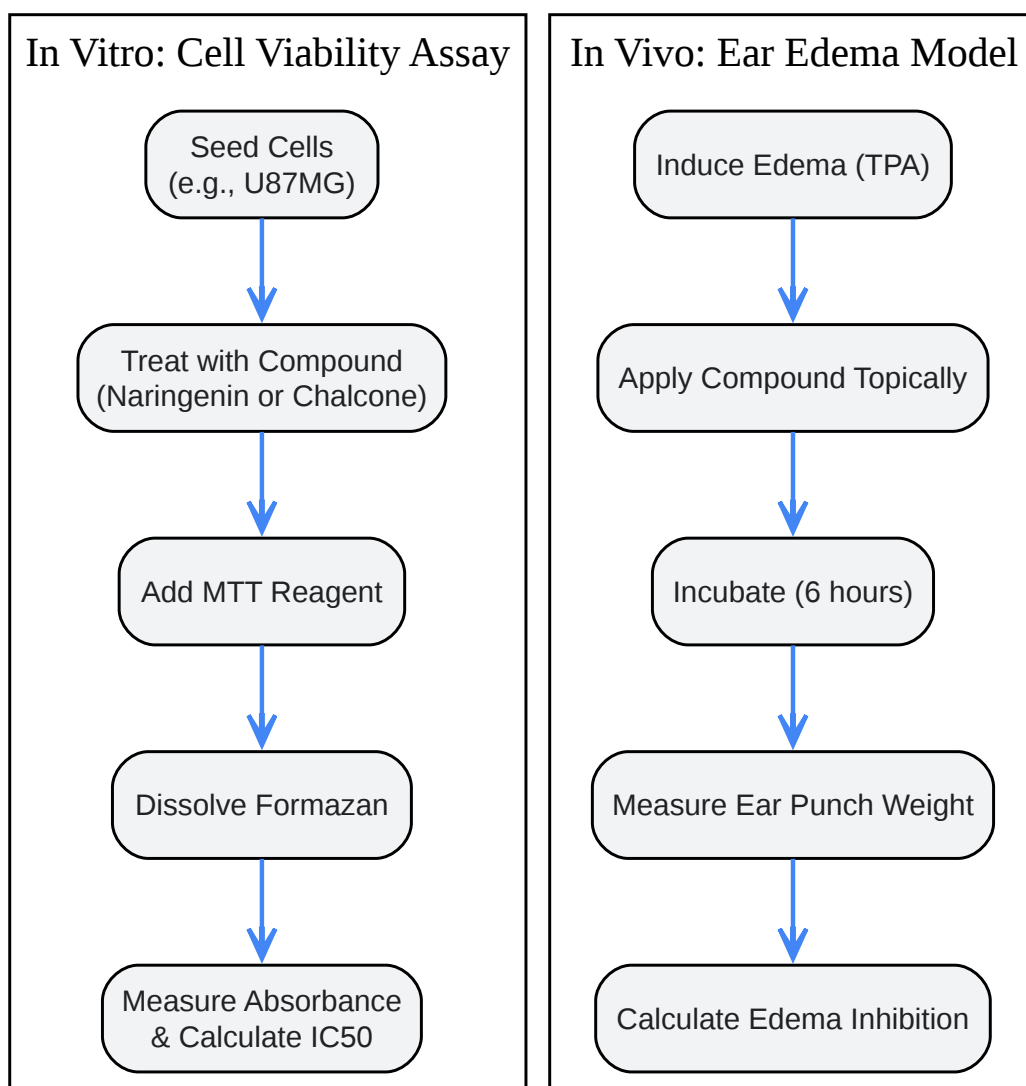 In Vitro: Cell Viability Assay
Seed Cells
(e.g., U87MG)
Treat with Compound
(Naringenin or Chalcone)
Add MTT Reagent
Dissolve Formazan
Measure Absorbance
& Calculate IC50
In Vivo: Ear Edema Model
Induce Edema (TPA)
Apply Compound Topically
Incubate (6 hours)
Measure Ear Punch Weight
Calculate Edema Inhibition